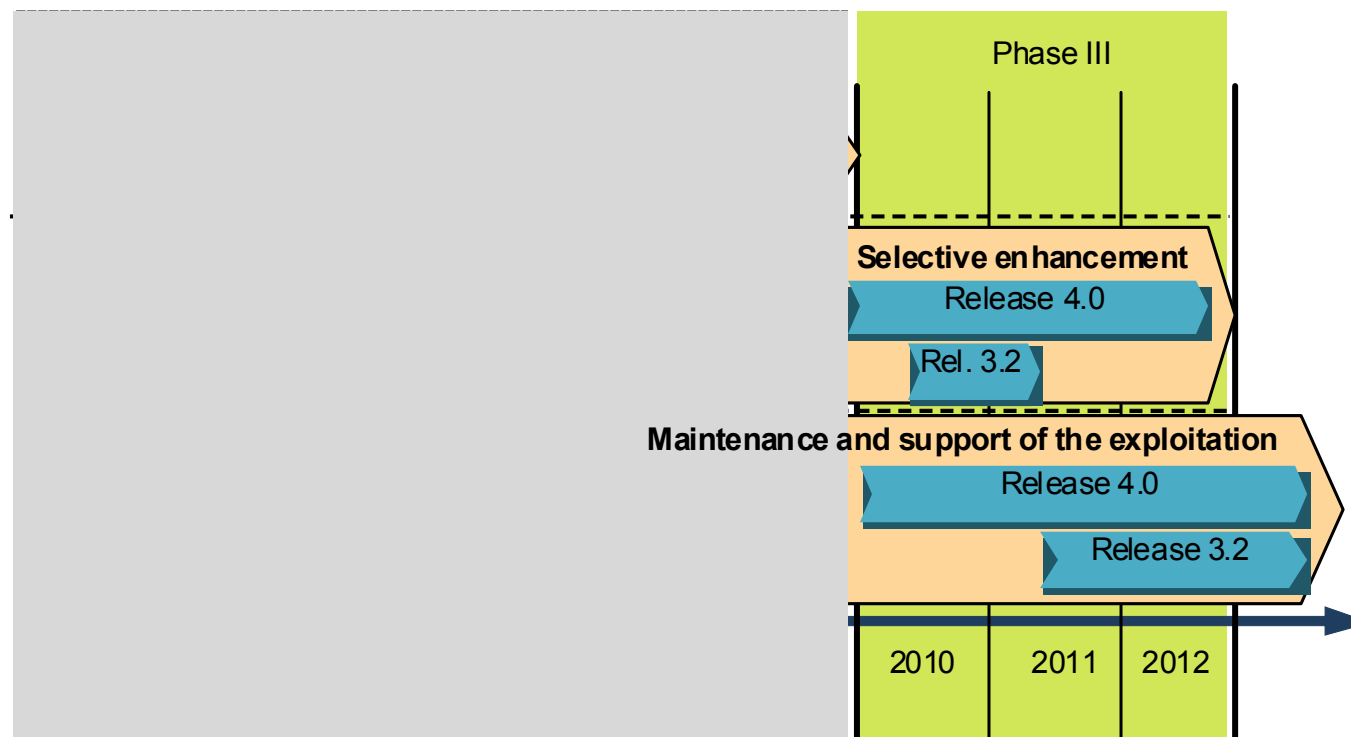 Phase III
Selective enhancement
Release 4.0
Rel. 3.2
Maintenance and support of the exploitation
Release 4.0
Release 3.2
2010
2011
2012